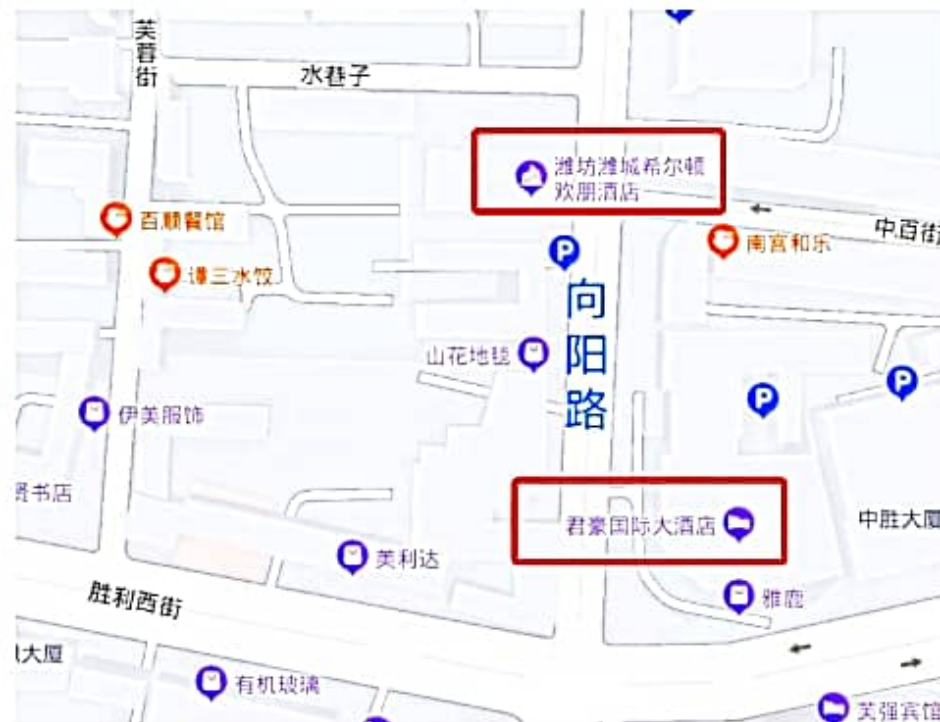 芙蓉街
水巷子
潍坊潍城希尔顿
欢朋酒店
中百街
百顺餐馆
南宫和乐
谭三水饺
向阳路
山花地毯
伊美服饰
贤书店
君豪国际大酒店
中胜大厦
美利达
胜利西街
雅鹿
大厦
有机玻璃
芙强宾馆
P
P
P